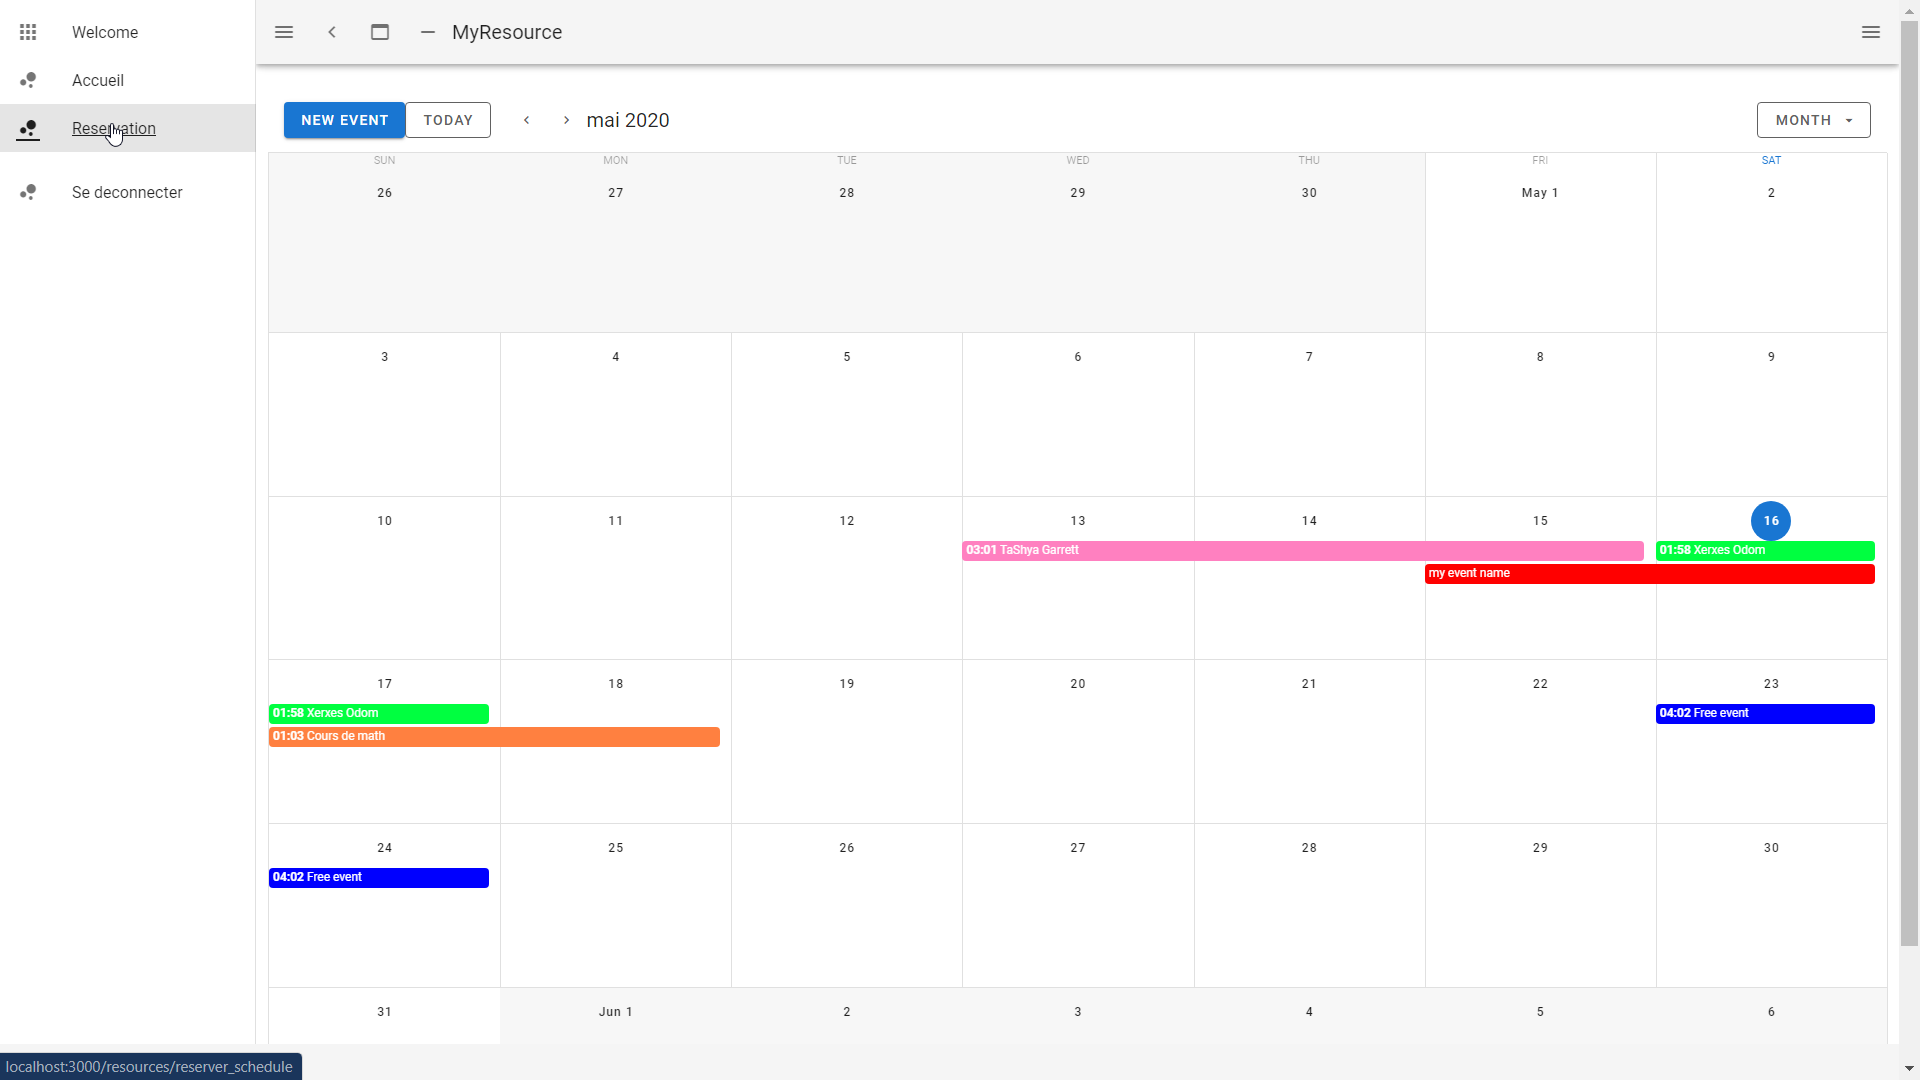 Welcome
Accueil
Reservation
Se deconnecter
MyResource
NEW EVENT TODAY mai 2020 MONTH
SUN MON TUE WED THU FRI SAT
26 27 28 29 30 May 1 2
3 4 5 6 7 8 9
10 11 12 13 14 15 16
03:01 TaShya Garrett 01:58 Xerxes Odom
my event name
17 18 19 20 21 22 23
01:58 Xerxes Odom 04:02 Free event
01:03 Cours de math
24 25 26 27 28 29 30
04:02 Free event
31 Jun 1 2 3 4 5 6
localhost:3000/resources/reserver_schedule